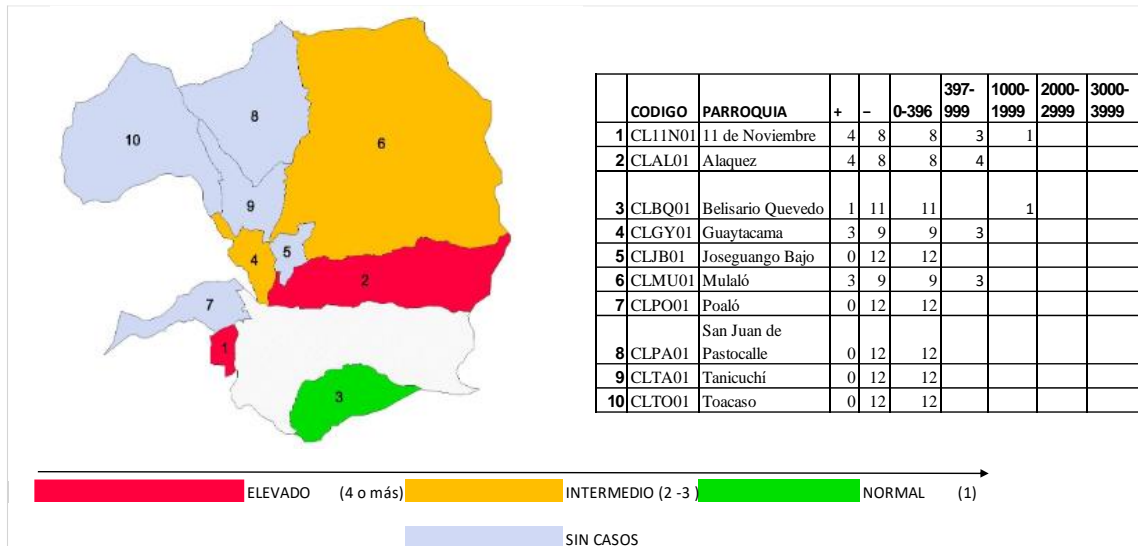 8
10
6
9
5
4
2
7
1
3
CODIGO PARROQUIA + – 0-396 397-999 1000-1999 2000-2999 3000-3999
1 CL11N01 11 de Noviembre 4 8 8 3 1
2 CLAL01 Alaquez 4 8 8 4
3 CLBQ01 Belisario Quevedo 1 11 11 1
4 CLGY01 Guaytacama 3 9 9 3
5 CLJB01 Joseguango Bajo 0 12 12
6 CLMU01 Mulaló 3 9 9 3
7 CLPO01 Poaló 0 12 12
8 CLPA01 San Juan de Pastocalle 0 12 12
9 CLTA01 Tanicuchí 0 12 12
10 CLTO01 Toacaso 0 12 12
ELEVADO (4 o más) INTERMEDIO (2 -3 ) NORMAL (1)
SIN CASOS